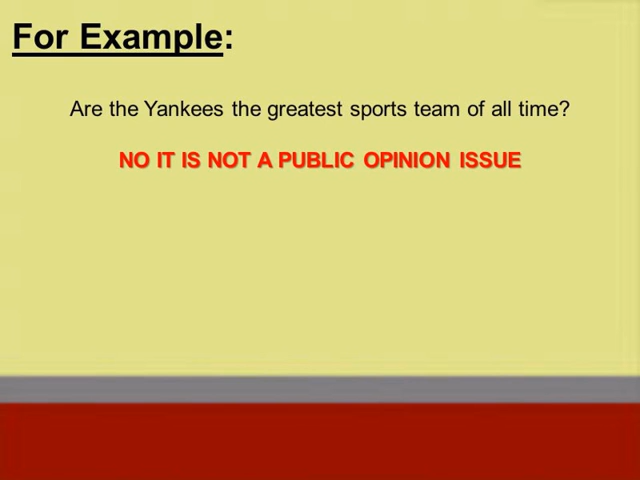 For Example:
Are the Yankees the greatest sports team of all time?
NO IT IS NOT A PUBLIC OPINION ISSUE